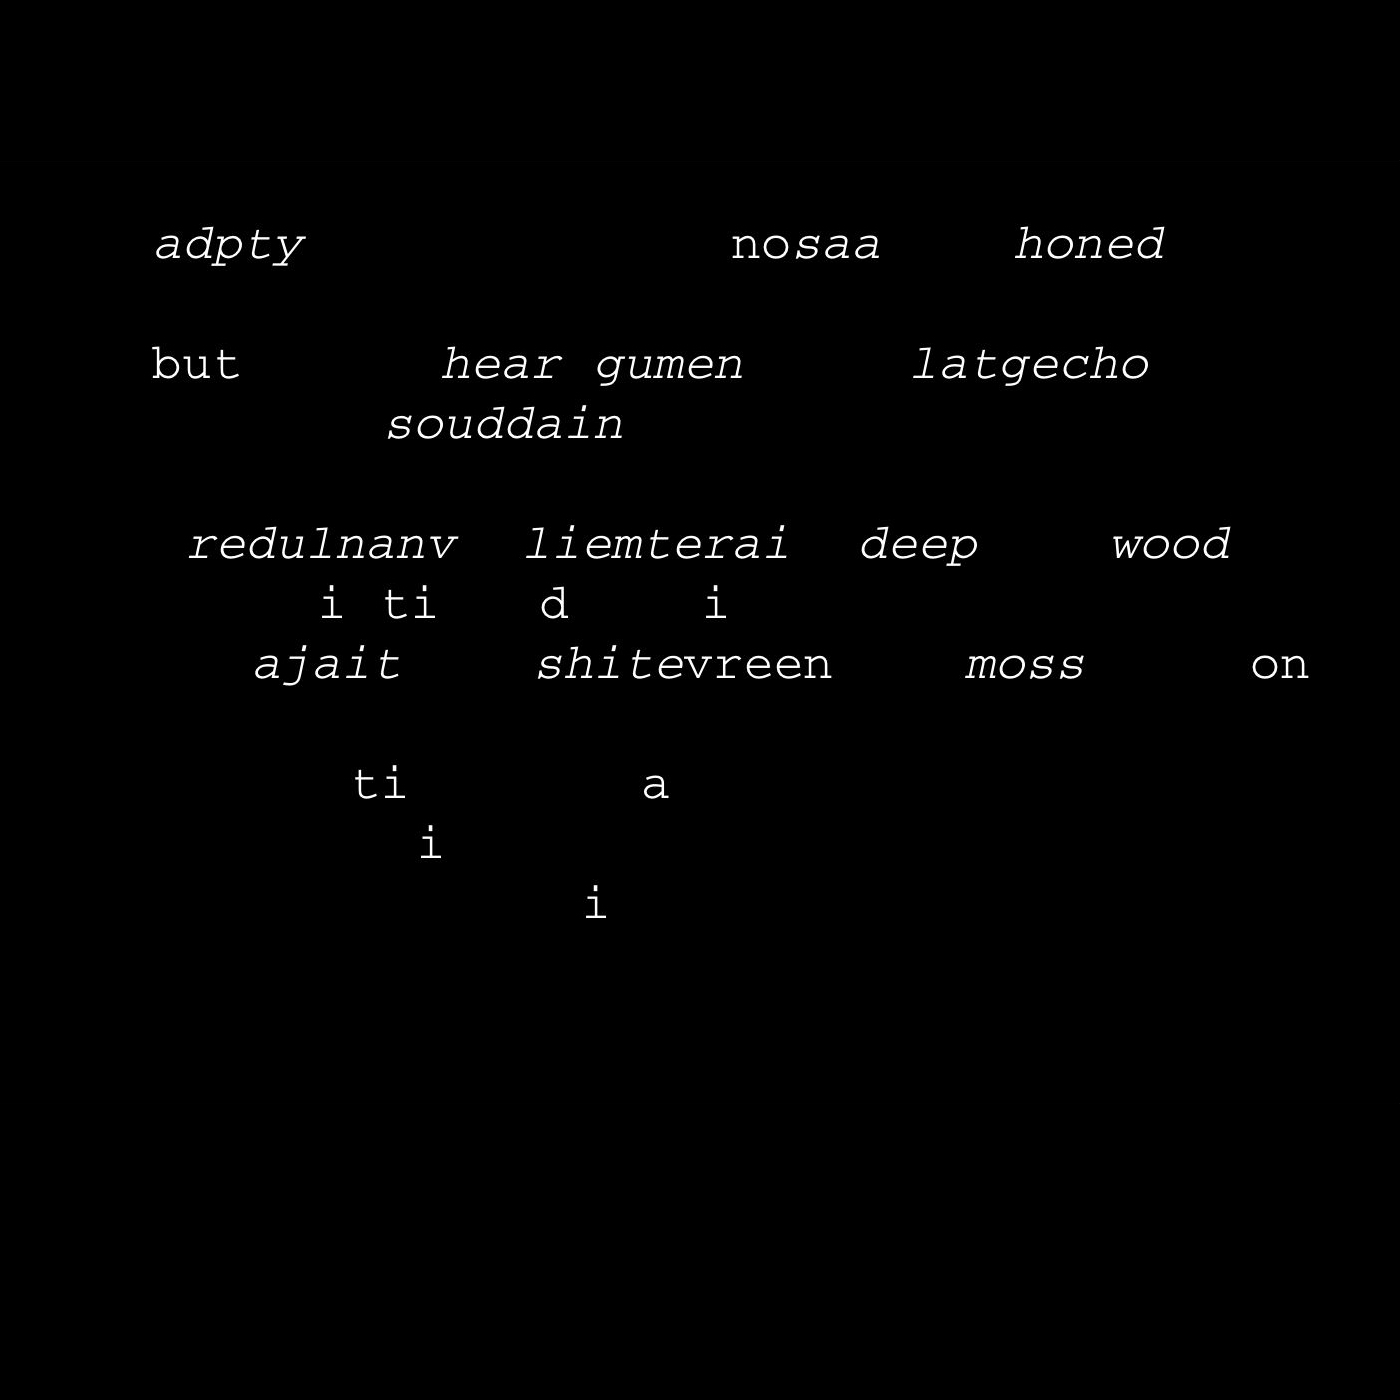 adpty nosaa honed
but hear gumen latgecho
souddain
redulnanv liemterai deep wood
i ti d i
ajait shitevreen moss on
ti a
i
i